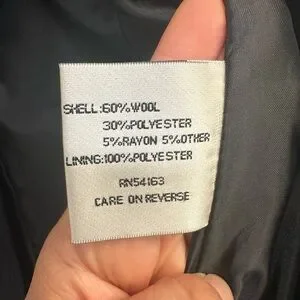 SHELL:60%WOOL
30%POLYESTER
5%RAYON 5%OTHER
LINING:100%POLYESTER
RN54163
CARE ON REVERSE